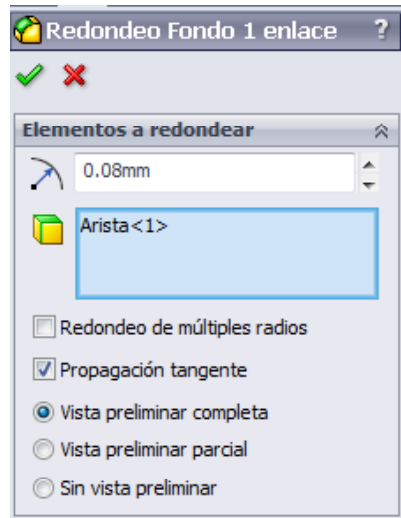 Redondeo Fondo 1 enlace ?
Elementos a redondear
0.08mm
Arista<1>
Redondeo de múltiples radios
Propagación tangente
Vista preliminar completa
Vista preliminar parcial
Sin vista preliminar